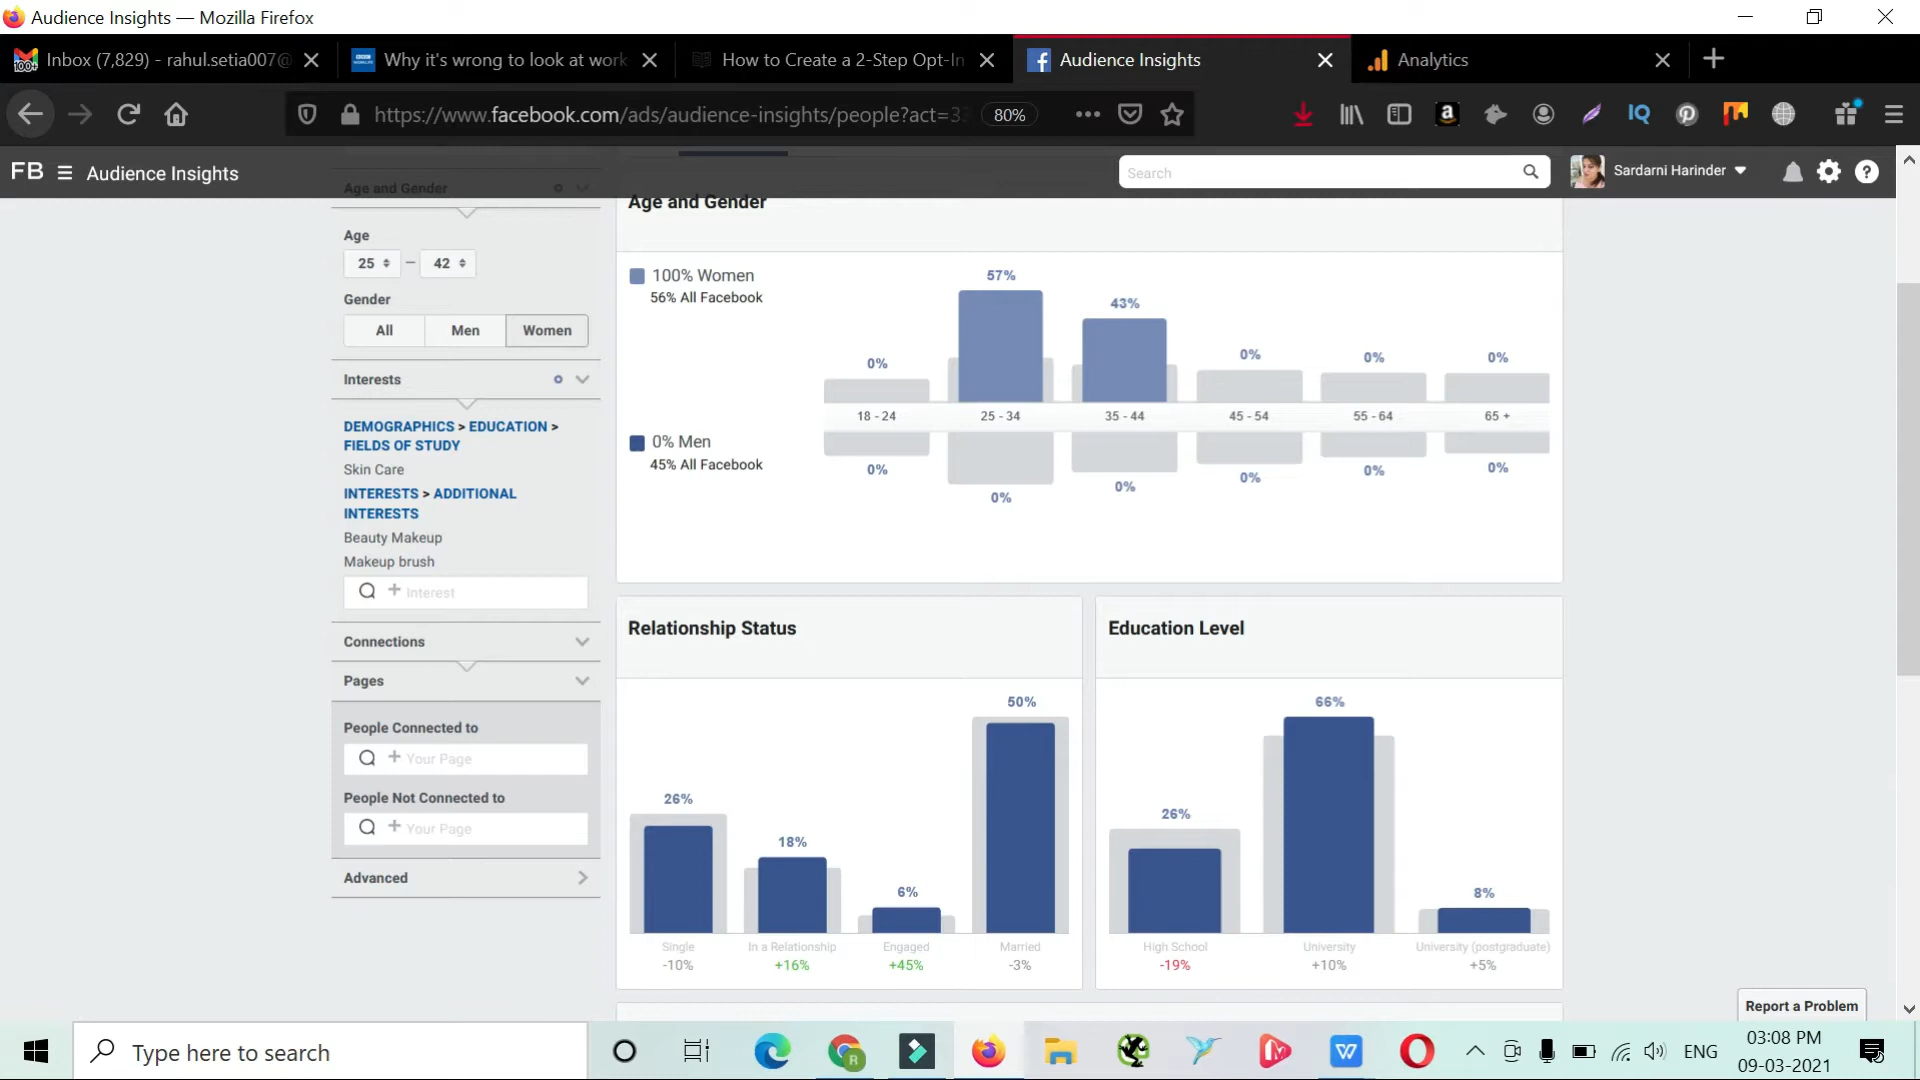 Audience Insights — Mozilla Firefox
Inbox (7,829) - rahul.setia007@
Why it's wrong to look at work
How to Create a 2-Step Opt-In
Audience Insights
Analytics
https://www.facebook.com/ads/audience-insights/people?act=3
80%
IQ
FB
Audience Insights
Search
Sardarni Harinder
Age and Gender
Age
25 – 42
Gender
All
Men
Women
Interests
DEMOGRAPHICS > EDUCATION >
FIELDS OF STUDY
Skin Care
INTERESTS > ADDITIONAL
INTERESTS
Beauty Makeup
Makeup brush
+ Interest
Connections
Pages
People Connected to
+ Your Page
People Not Connected to
+ Your Page
Advanced
Age and Gender
100% Women
56% All Facebook
0% 57% 43% 0% 0% 0%
18 - 24 25 - 34 35 - 44 45 - 54 55 - 64 65 +
0% Men
45% All Facebook
0% 0% 0% 0% 0% 0%
Relationship Status
26% 18% 6% 50%
Single In a Relationship Engaged Married
-10% +16% +45% -3%
Education Level
26% 66% 8%
High School University University (postgraduate)
-19% +10% +5%
Report a Problem
Type here to search
ENG
03:08 PM
09-03-2021